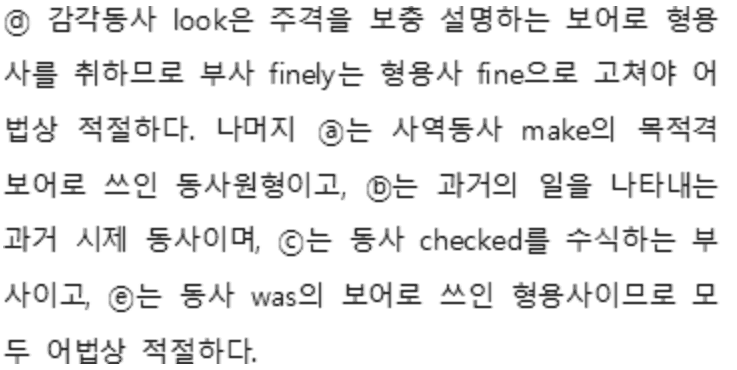 ⓓ 감각동사 look은 주격을 보충 설명하는 보어로 형용
사를 취하므로 부사 finely는 형용사 fine으로 고쳐야 어
법상 적절하다. 나머지 ⓐ는 사역동사 make의 목적격
보어로 쓰인 동사원형이고, ⓑ는 과거의 일을 나타내는
과거 시제 동사이며, ⓒ는 동사 checked를 수식하는 부
사이고, ⓔ는 동사 was의 보어로 쓰인 형용사이므로 모
두 어법상 적절하다.